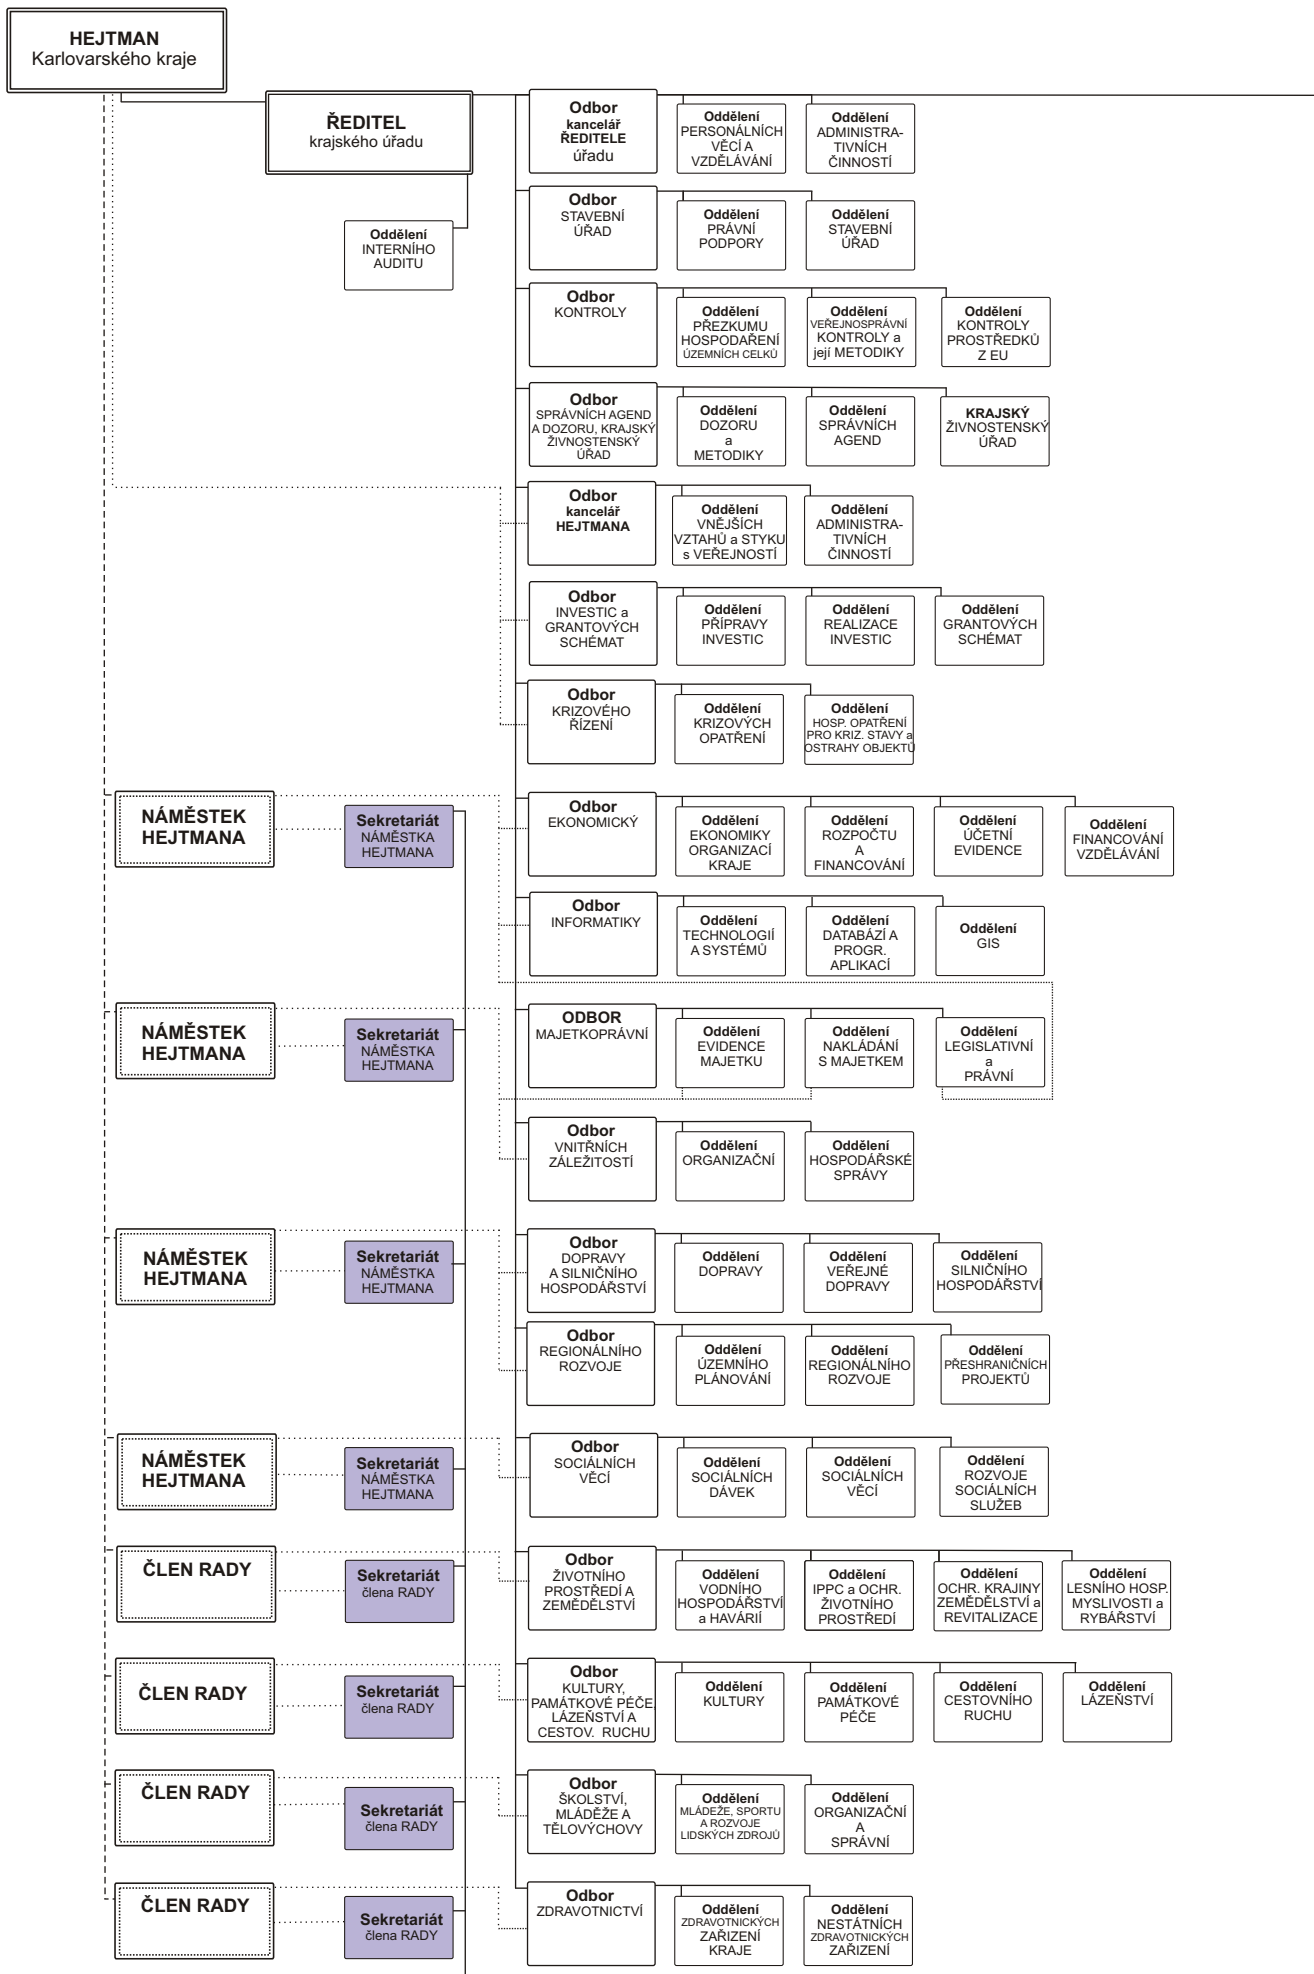 HEJTMAN
Karlovarského kraje
ŘEDITEL
krajského úřadu
Oddělení
INTERNÍHO
AUDITU
Odbor
kancelář
ŘEDITELE
úřadu
Oddělení
PERSONÁLNÍCH
VĚCÍ A
VZDĚLÁVÁNÍ
Oddělení
ADMINISTRA-
TIVNÍCH
ČINNOSTÍ
Odbor
STAVEBNÍ
ÚŘAD
Oddělení
PRÁVNÍ
PODPORY
Oddělení
STAVEBNÍ
ÚŘAD
Odbor
KONTROLY
Oddělení
PŘEZKUMU
HOSPODAŘENÍ
ÚZEMNÍCH CELKŮ
Oddělení
VEŘEJNOSPRÁVNÍ
KONTROLY a
její METODIKY
Oddělení
KONTROLY
PROSTŘEDKŮ
Z EU
Odbor
SPRÁVNÍCH AGEND
A DOZORU, KRAJSKÝ
ŽIVNOSTENSKÝ
ÚŘAD
Oddělení
DOZORU
a
METODIKY
Oddělení
SPRÁVNÍCH
AGEND
KRAJSKÝ
ŽIVNOSTENSKÝ
ÚŘAD
Odbor
kancelář
HEJTMANA
Oddělení
VNĚJŠÍCH
VZTAHŮ a STYKU
s VEŘEJNOSTÍ
Oddělení
ADMINISTRA-
TIVNÍCH
ČINNOSTÍ
Odbor
INVESTIC a
GRANTOVÝCH
SCHÉMAT
Oddělení
PŘÍPRAVY
INVESTIC
Oddělení
REALIZACE
INVESTIC
Oddělení
GRANTOVÝCH
SCHÉMAT
Odbor
KRIZOVÉHO
ŘÍZENÍ
Oddělení
KRIZOVÝCH
OPATŘENÍ
Oddělení
HOSP. OPATŘENÍ
PRO KRIZ. STAVY a
OSTRAHY OBJEKTŮ
NÁMĚSTEK
HEJTMANA
Sekretariát
NÁMĚSTKA
HEJTMANA
Odbor
EKONOMICKÝ
Oddělení
EKONOMIKY
ORGANIZACÍ
KRAJE
Oddělení
ROZPOČTU
A
FINANCOVÁNÍ
Oddělení
ÚČETNÍ
EVIDENCE
Oddělení
FINANCOVÁNÍ
VZDĚLÁVÁNÍ
Odbor
INFORMATIKY
Oddělení
TECHNOLOGIÍ
A SYSTÉMŮ
Oddělení
DATABÁZÍ A
PROGR.
APLIKACÍ
Oddělení
GIS
NÁMĚSTEK
HEJTMANA
Sekretariát
NÁMĚSTKA
HEJTMANA
ODBOR
MAJETKOPRÁVNÍ
Oddělení
EVIDENCE
MAJETKU
Oddělení
NAKLÁDÁNÍ
S MAJETKEM
Oddělení
LEGISLATIVNÍ
a
PRÁVNÍ
Odbor
VNITŘNÍCH
ZÁLEŽITOSTÍ
Oddělení
ORGANIZAČNÍ
Oddělení
HOSPODÁŘSKÉ
SPRÁVY
NÁMĚSTEK
HEJTMANA
Sekretariát
NÁMĚSTKA
HEJTMANA
Odbor
DOPRAVY
A SILNIČNÍHO
HOSPODÁŘSTVÍ
Oddělení
DOPRAVY
Oddělení
VEŘEJNÉ
DOPRAVY
Oddělení
SILNIČNÍHO
HOSPODÁŘSTVÍ
Odbor
REGIONÁLNÍHO
ROZVOJE
Oddělení
ÚZEMNÍHO
PLÁNOVÁNÍ
Oddělení
REGIONÁLNÍHO
ROZVOJE
Oddělení
PŘESHRANIČNÍCH
PROJEKTŮ
NÁMĚSTEK
HEJTMANA
Sekretariát
NÁMĚSTKA
HEJTMANA
Odbor
SOCIÁLNÍCH
VĚCÍ
Oddělení
SOCIÁLNÍCH
DÁVEK
Oddělení
SOCIÁLNÍCH
VĚCÍ
Oddělení
ROZVOJE
SOCIÁLNÍCH
SLUŽEB
ČLEN RADY
Sekretariát
člena RADY
Odbor
ŽIVOTNÍHO
PROSTŘEDÍ A
ZEMĚDĚLSTVÍ
Oddělení
VODNÍHO
HOSPODÁŘSTVÍ
a HAVÁRIÍ
Oddělení
IPPC a OCHR.
ŽIVOTNÍHO
PROSTŘEDÍ
Oddělení
OCHR. KRAJINY
ZEMĚDĚLSTVÍ a
REVITALIZACE
Oddělení
LESNÍHO HOSP.
MYSLIVOSTI a
RYBÁŘSTVÍ
ČLEN RADY
Sekretariát
člena RADY
Odbor
KULTURY,
PAMÁTKOVÉ PÉČE,
LÁZEŇSTVÍ A
CESTOV. RUCHU
Oddělení
KULTURY
Oddělení
PAMÁTKOVÉ
PÉČE
Oddělení
CESTOVNÍHO
RUCHU
Oddělení
LÁZEŇSTVÍ
ČLEN RADY
Sekretariát
člena RADY
Odbor
ŠKOLSTVÍ,
MLÁDĚŽE A
TĚLOVÝCHOVY
Oddělení
MLÁDEŽE, SPORTU
A ROZVOJE
LIDSKÝCH ZDROJŮ
Oddělení
ORGANIZAČNÍ
A
SPRÁVNÍ
ČLEN RADY
Sekretariát
člena RADY
Odbor
ZDRAVOTNICTVÍ
Oddělení
ZDRAVOTNICKÝCH
ZAŘIZENÍ
KRAJE
Oddělení
NESTÁTNÍCH
ZDRAVOTNICKÝCH
ZAŘIZENÍ